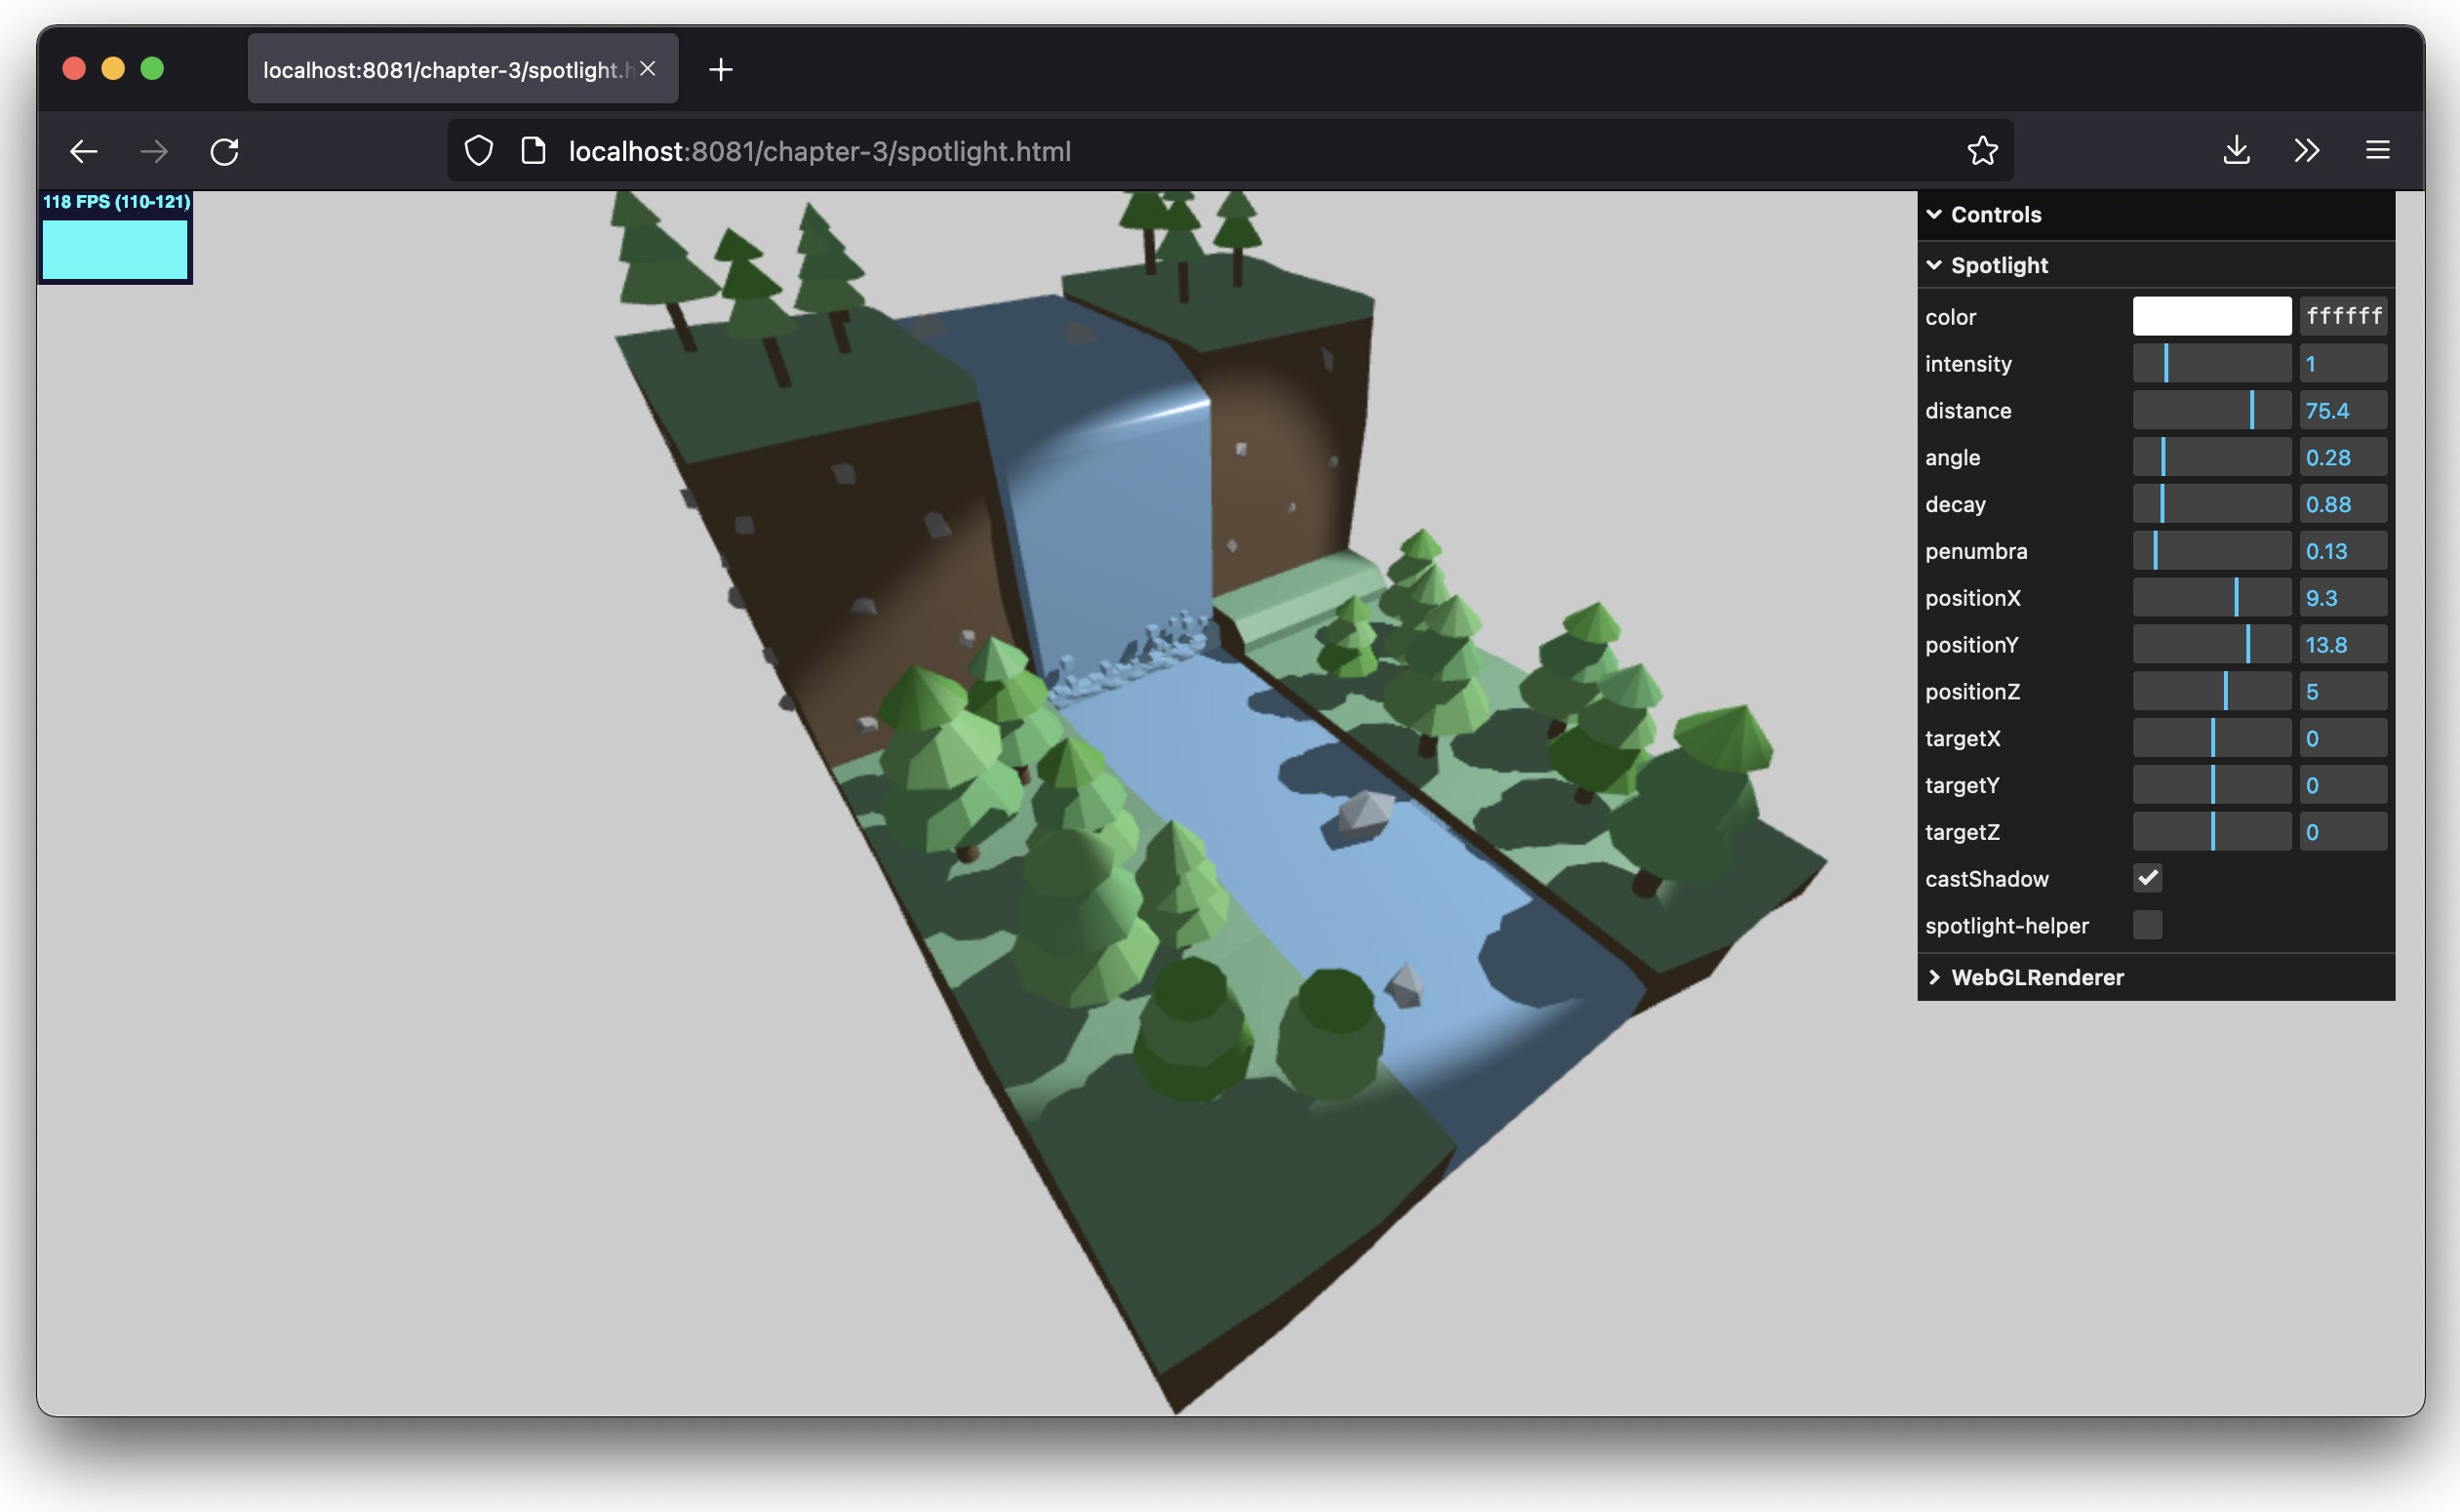 localhost:8081/chapter-3/spotlight.h
localhost:8081/chapter-3/spotlight.html
118 FPS (110-121)
Controls
Spotlight
color ffffff
intensity 1
distance 75.4
angle 0.28
decay 0.88
penumbra 0.13
positionX 9.3
positionY 13.8
positionZ 5
targetX 0
targetY 0
targetZ 0
castShadow
spotlight-helper
WebGLRenderer